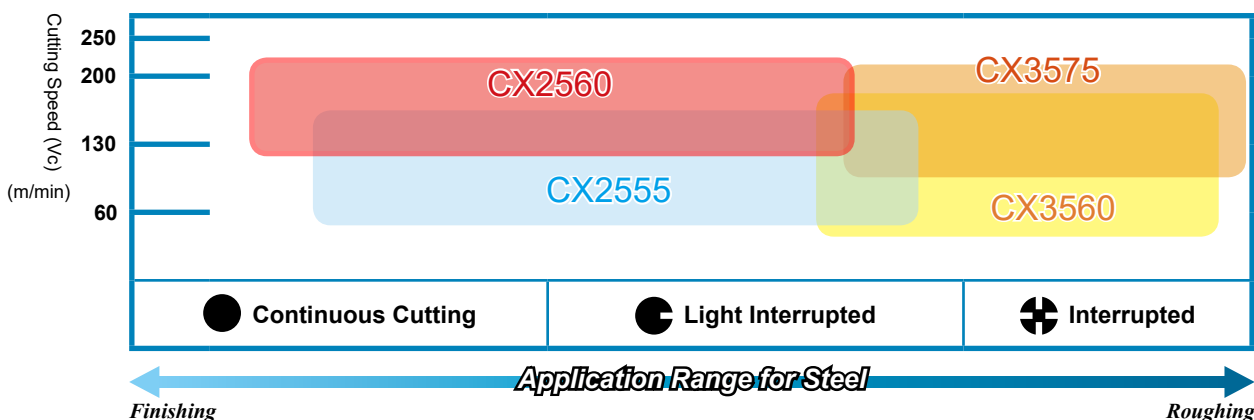 Cutting Speed (Vc)
(m/min)
250
200
130
60
CX2560
CX3575
CX2555
CX3560
Continuous Cutting
Light Interrupted
Interrupted
Application Range for Steel
Finishing
Roughing